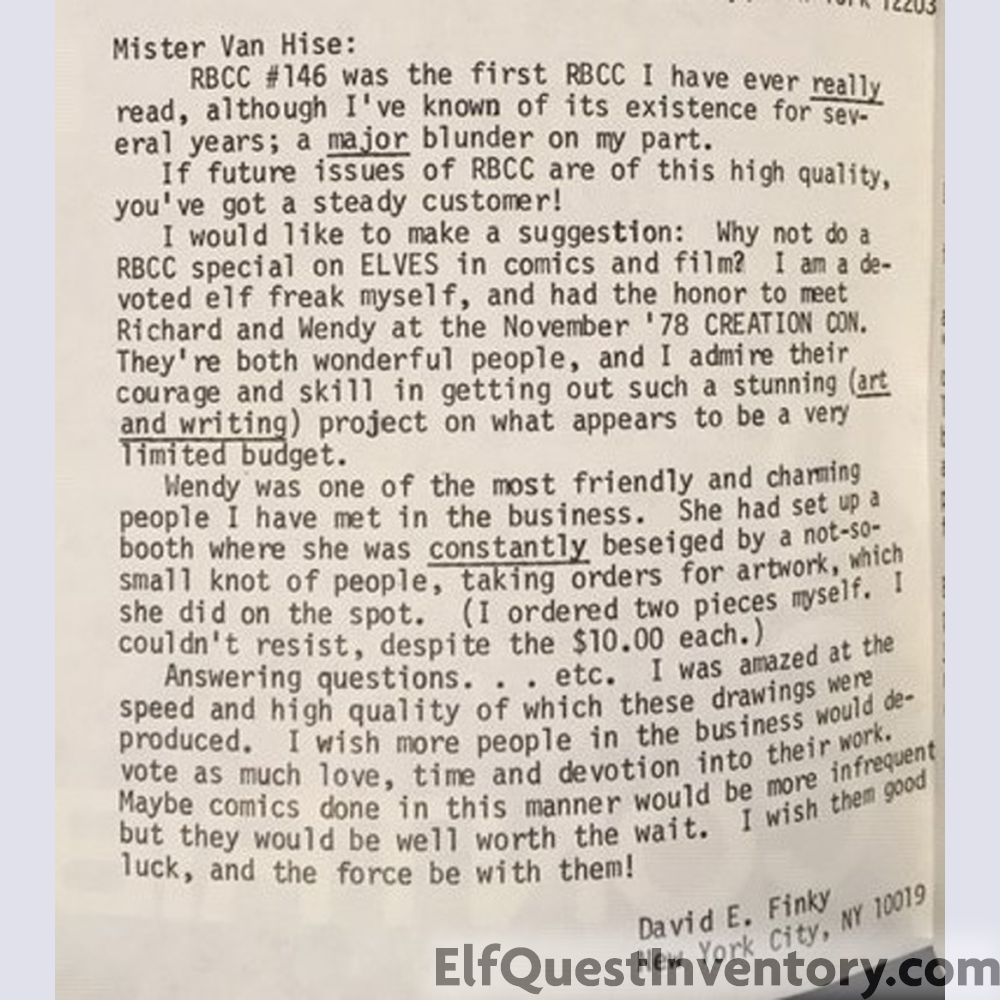 12203
Mister Van Hise:
RBCC #146 was the first RBCC I have ever really
read, although I've known of its existence for sev-
eral years; a major blunder on my part.
If future issues of RBCC are of this high quality,
you've got a steady customer!
I would like to make a suggestion: Why not do a
RBCC special on ELVES in comics and film? I am a de-
voted elf freak myself, and had the honor to meet
Richard and Wendy at the November '78 CREATION CON.
They're both wonderful people, and I admire their
courage and skill in getting out such a stunning (art
and writing) project on what appears to be a very
limited budget.
Wendy was one of the most friendly and charming
people I have met in the business. She had set up a
booth where she was constantly beseiged by a not-so-
small knot of people, taking orders for artwork, which
she did on the spot. (I ordered two pieces myself. I
couldn't resist, despite the $10.00 each.)
Answering questions. . . etc. I was amazed at the
speed and high quality of which these drawings were
produced. I wish more people in the business would de-
vote as much love, time and devotion into their work.
Maybe comics done in this manner would be more infrequent
but they would be well worth the wait. I wish them good
luck, and the force be with them!
David E. Finky
New York City, NY 10019
ElfQuestInventory.com